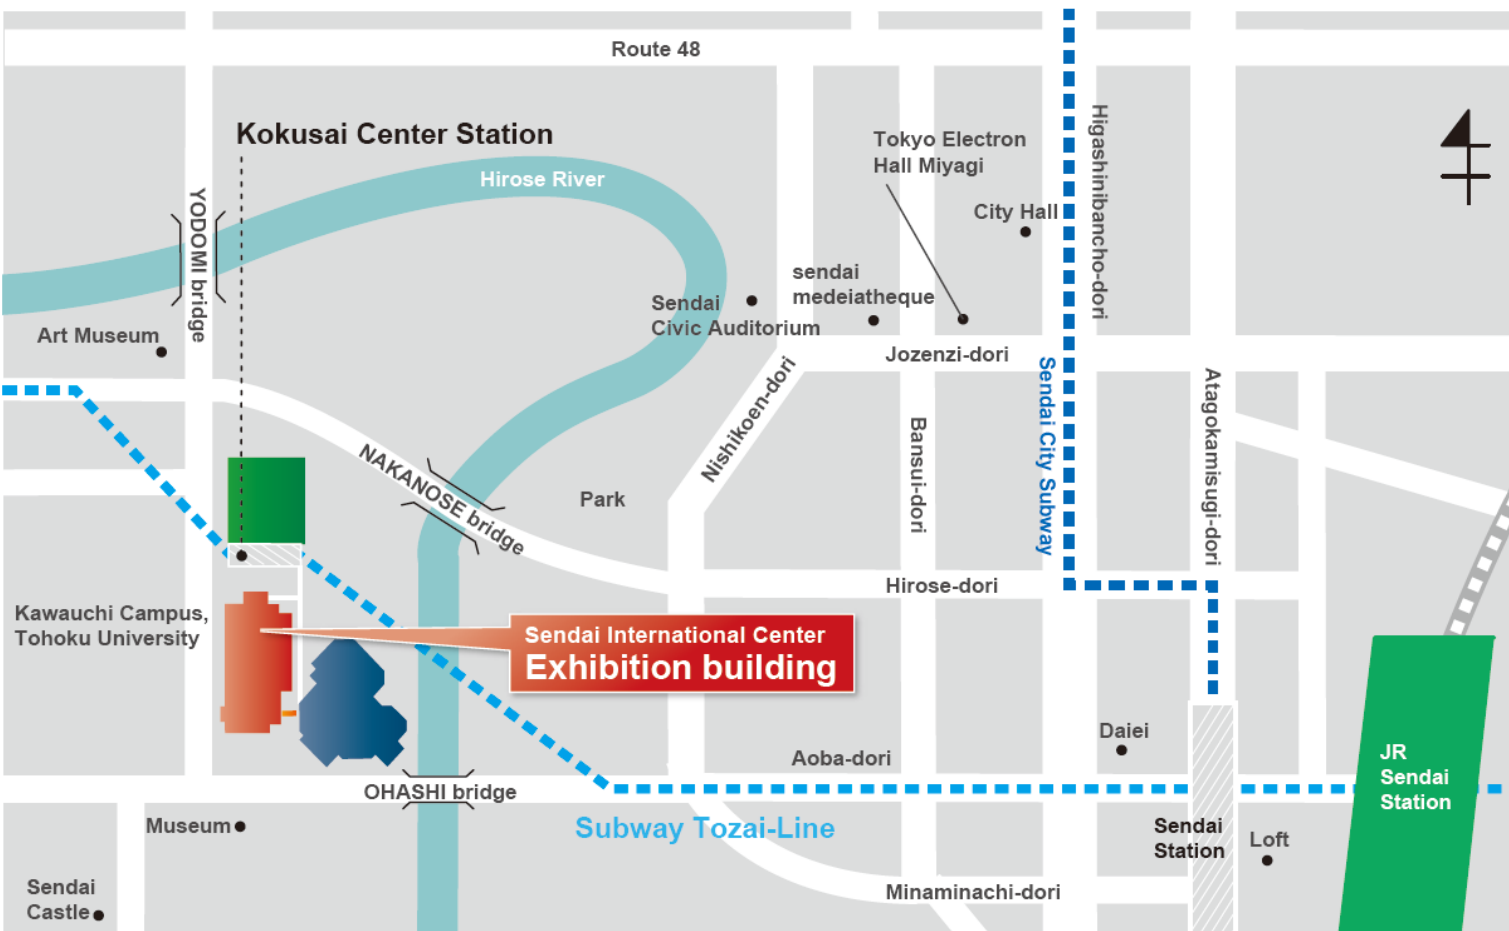 Route 48
Kokusai Center Station
Hirose River
YODOMI bridge
Tokyo Electron
Hall Miyagi
City Hall
Higashinibancho-dori
sendai
medeiatheque
Sendai
Civic Auditorium
Art Museum
Jozenzi-dori
Nishikoen-dori
Sendai City Subway
Atagokamisugi-dori
Bansui-dori
NAKANOSE bridge
Park
Hirose-dori
Kawauchi Campus,
Tohoku University
Sendai International Center
Exhibition building
Daiei
Aoba-dori
JR
Sendai
Station
OHASHI bridge
Museum
Subway Tozai-Line
Sendai
Station
Loft
Sendai
Castle
Minaminachi-dori